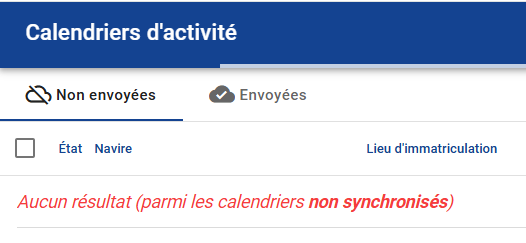 Calendriers d'activité
Non envoyées Envoyées
État Navire Lieu d'immatriculation
Aucun résultat (parmi les calendriers non synchronisés)